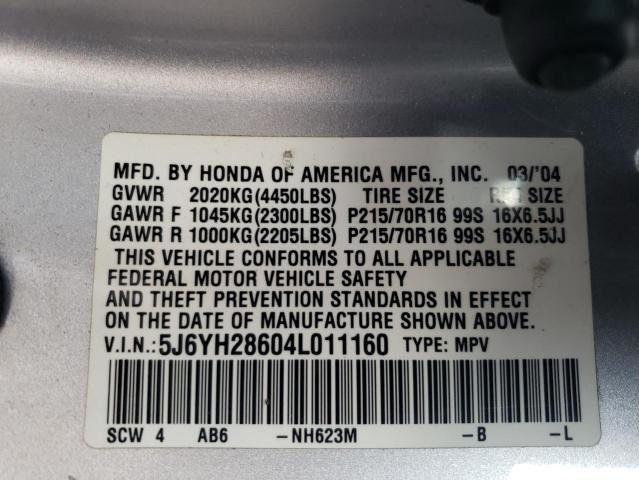 MFD. BY HONDA OF AMERICA MFG., INC. 03/'04
GVWR 2020KG(4450LBS) TIRE SIZE RIM SIZE
GAWR F 1045KG(2300LBS) P215/70R16 99S 16X6.5JJ
GAWR R 1000KG(2205LBS) P215/70R16 99S 16X6.5JJ
THIS VEHICLE CONFORMS TO ALL APPLICABLE
FEDERAL MOTOR VEHICLE SAFETY
AND THEFT PREVENTION STANDARDS IN EFFECT
ON THE DATE OF MANUFACTURE SHOWN ABOVE.
V.I.N.:5J6YH28604L011160 TYPE: MPV
SCW 4 AB6 -NH623M -B -L